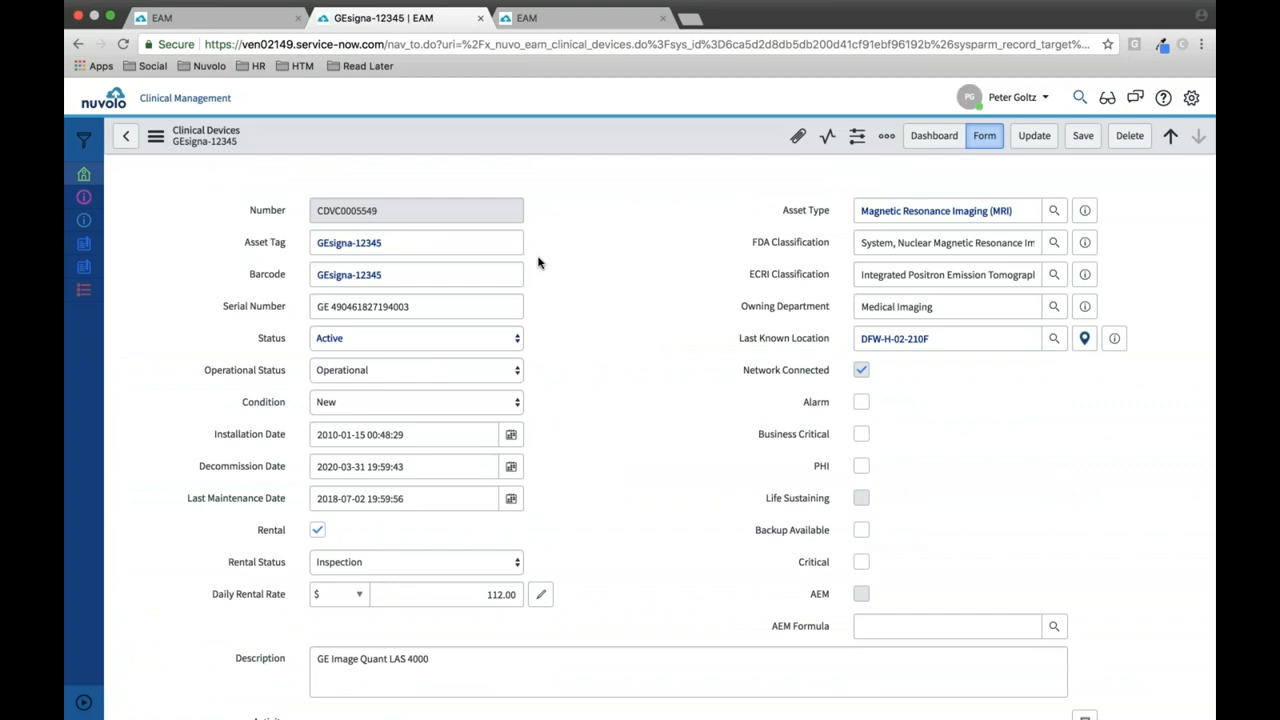 EAM
GEsigna-12345 | EAM
EAM
Secure
https://ven02149.service-now.com/nav_to.do?uri=%2Fx_nuvo_eam_clinical_devices.do%3Fsys_id%3D6ca5d2d8db5db200d41cf91ebf96192b%26sysparm_record_target%...
Apps Social Nuvolo HR HTM Read Later
nuvolo Clinical Management
PG Peter Goltz
Clinical Devices
GEsigna-12345
Dashboard Form Update Save Delete
Number CDVC0005549
Asset Tag GEsigna-12345
Barcode GEsigna-12345
Serial Number GE 490461827194003
Status Active
Operational Status Operational
Condition New
Installation Date 2010-01-15 00:48:29
Decommission Date 2020-03-31 19:59:43
Last Maintenance Date 2018-07-02 19:59:56
Rental
Rental Status Inspection
Daily Rental Rate $ 112.00
Asset Type Magnetic Resonance Imaging (MRI)
FDA Classification System, Nuclear Magnetic Resonance Im
ECRI Classification Integrated Positron Emission Tomograpl
Owning Department Medical Imaging
Last Known Location DFW-H-02-210F
Network Connected
Alarm
Business Critical
PHI
Life Sustaining
Backup Available
Critical
AEM
AEM Formula
Description GE Image Quant LAS 4000